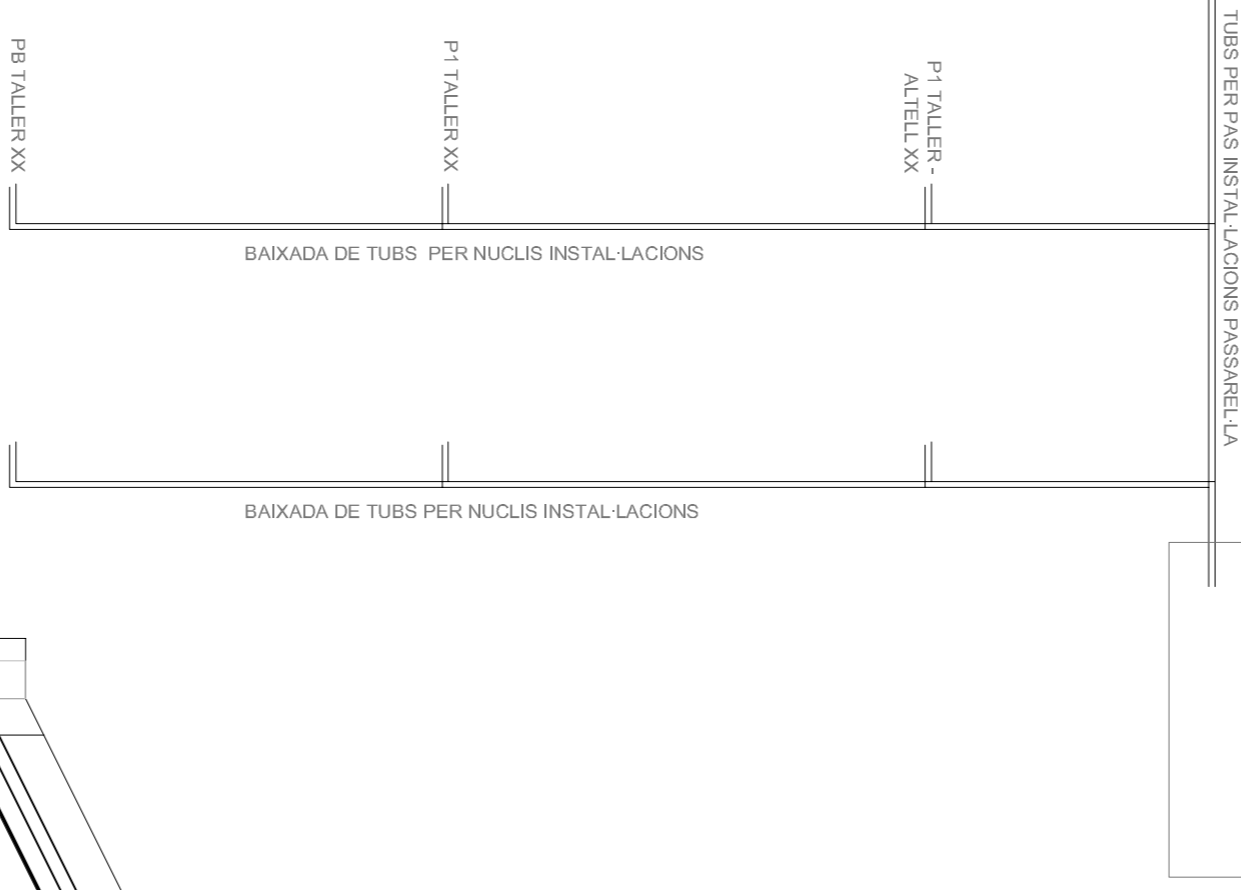 PB TALLER XX
P1 TALLER XX
P1 TALLER -
ALTELL XX
TUBS PER PAS INSTAL·LACIONS PASSAREL·LA
BAIXADA DE TUBS PER NUCLIS INSTAL·LACIONS
BAIXADA DE TUBS PER NUCLIS INSTAL·LACIONS